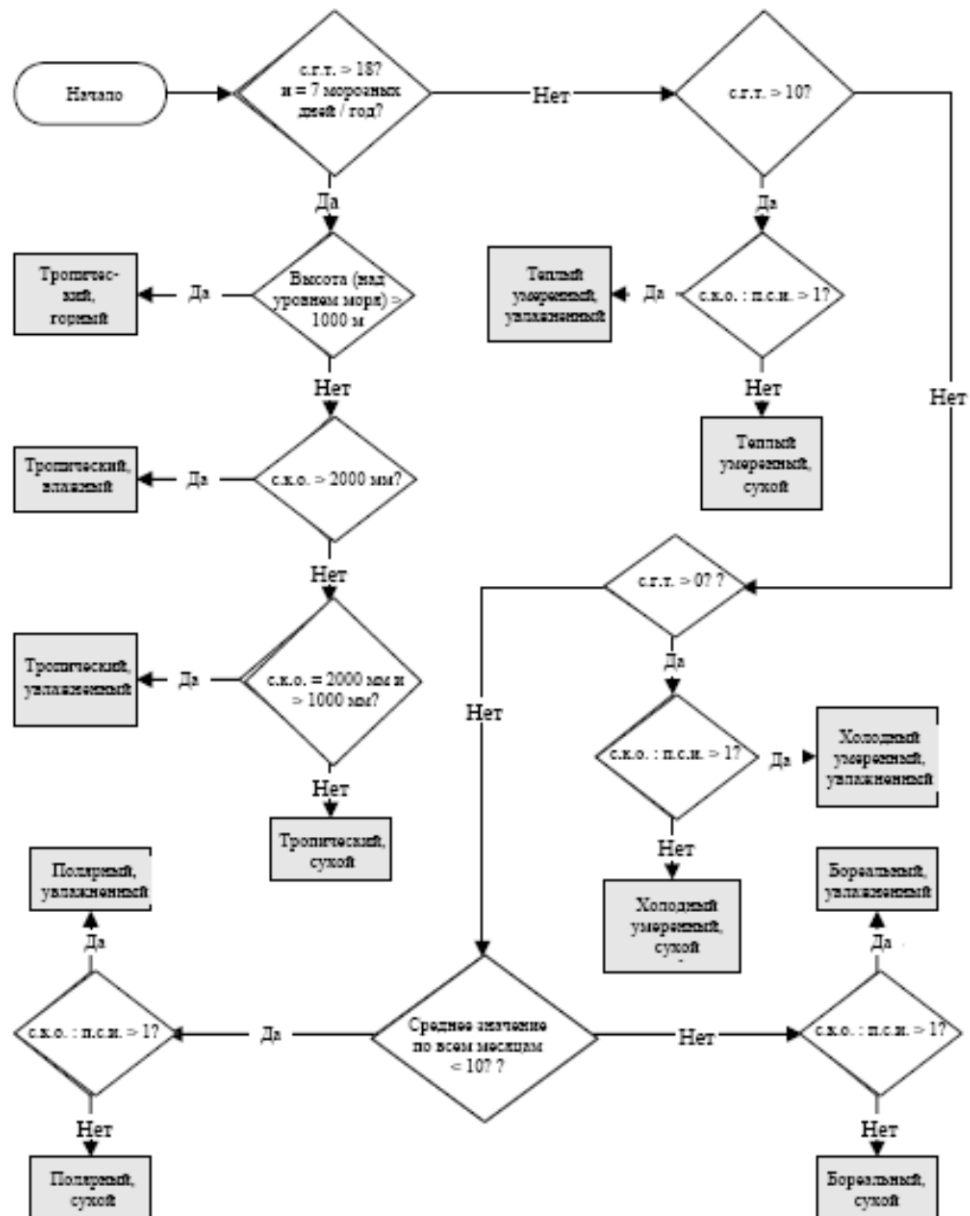 Начало
с.г.т. > 18?
и = 7 морозных
дней / год?
Нет
с.г.т. > 10?
Да
Да
Тропичес-
кий,
горный
Да
Высота (над
уровнем моря) >
1000 м
Теплый
умеренный,
увлажненный
Да
с.к.о. : п.с.и. > 1?
Нет
Нет
Нет
Тропический,
влажный
Да
с.к.о. > 2000 мм?
Теплый
умеренный,
сухой
Нет
с.г.т. > 0? ?
Тропический,
увлажненный
Да
с.к.о. = 2000 мм и
> 1000 мм?
Да
Нет
с.к.о. : п.с.и. > 1?
Да
Холодный
умеренный,
увлажненный
Нет
Тропический,
сухой
Нет
Полярный,
увлажненный
Бореальный,
увлажненный
Холодный
умеренный,
сухой
Да
Да
с.к.о. : п.с.и. > 1?
Да
Среднее значение
по всем месяцам
< 10? ?
Нет
с.к.о. : п.с.и. > 1?
Нет
Нет
Полярный,
сухой
Бореальный,
сухой